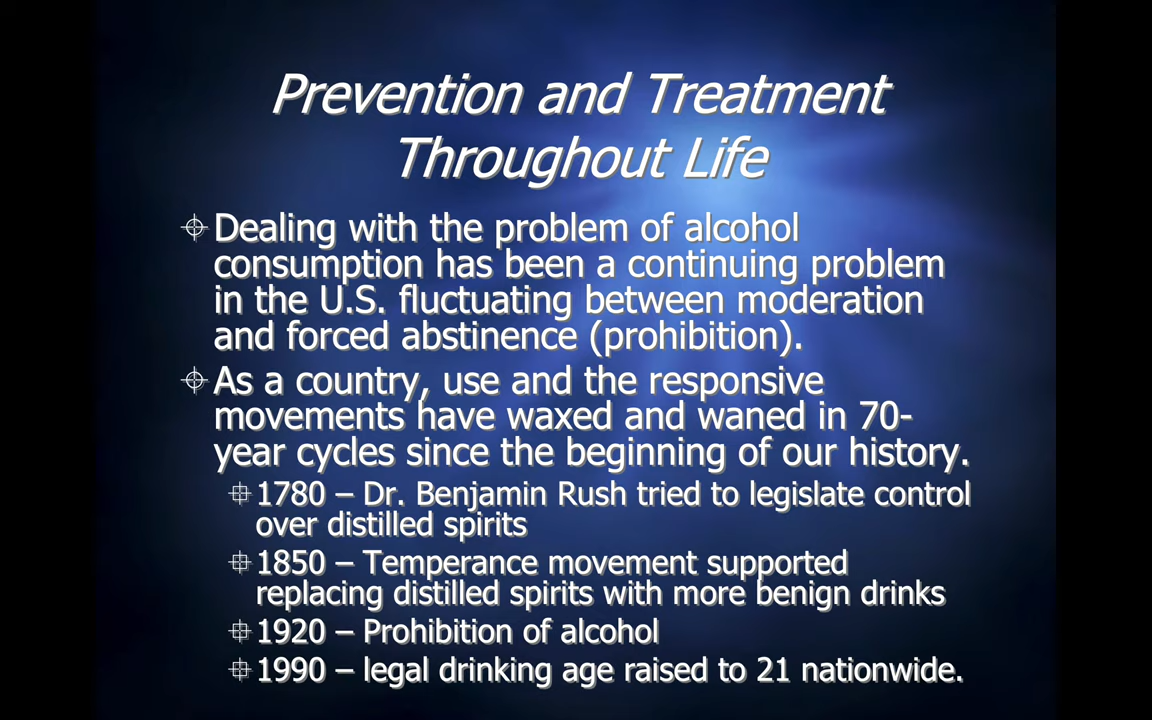 Prevention and Treatment
Throughout Life
Dealing with the problem of alcohol
consumption has been a continuing problem
in the U.S. fluctuating between moderation
and forced abstinence (prohibition).
As a country, use and the responsive
movements have waxed and waned in 70-
year cycles since the beginning of our history.
1780 – Dr. Benjamin Rush tried to legislate control
over distilled spirits
1850 – Temperance movement supported
replacing distilled spirits with more benign drinks
1920 – Prohibition of alcohol
1990 – legal drinking age raised to 21 nationwide.